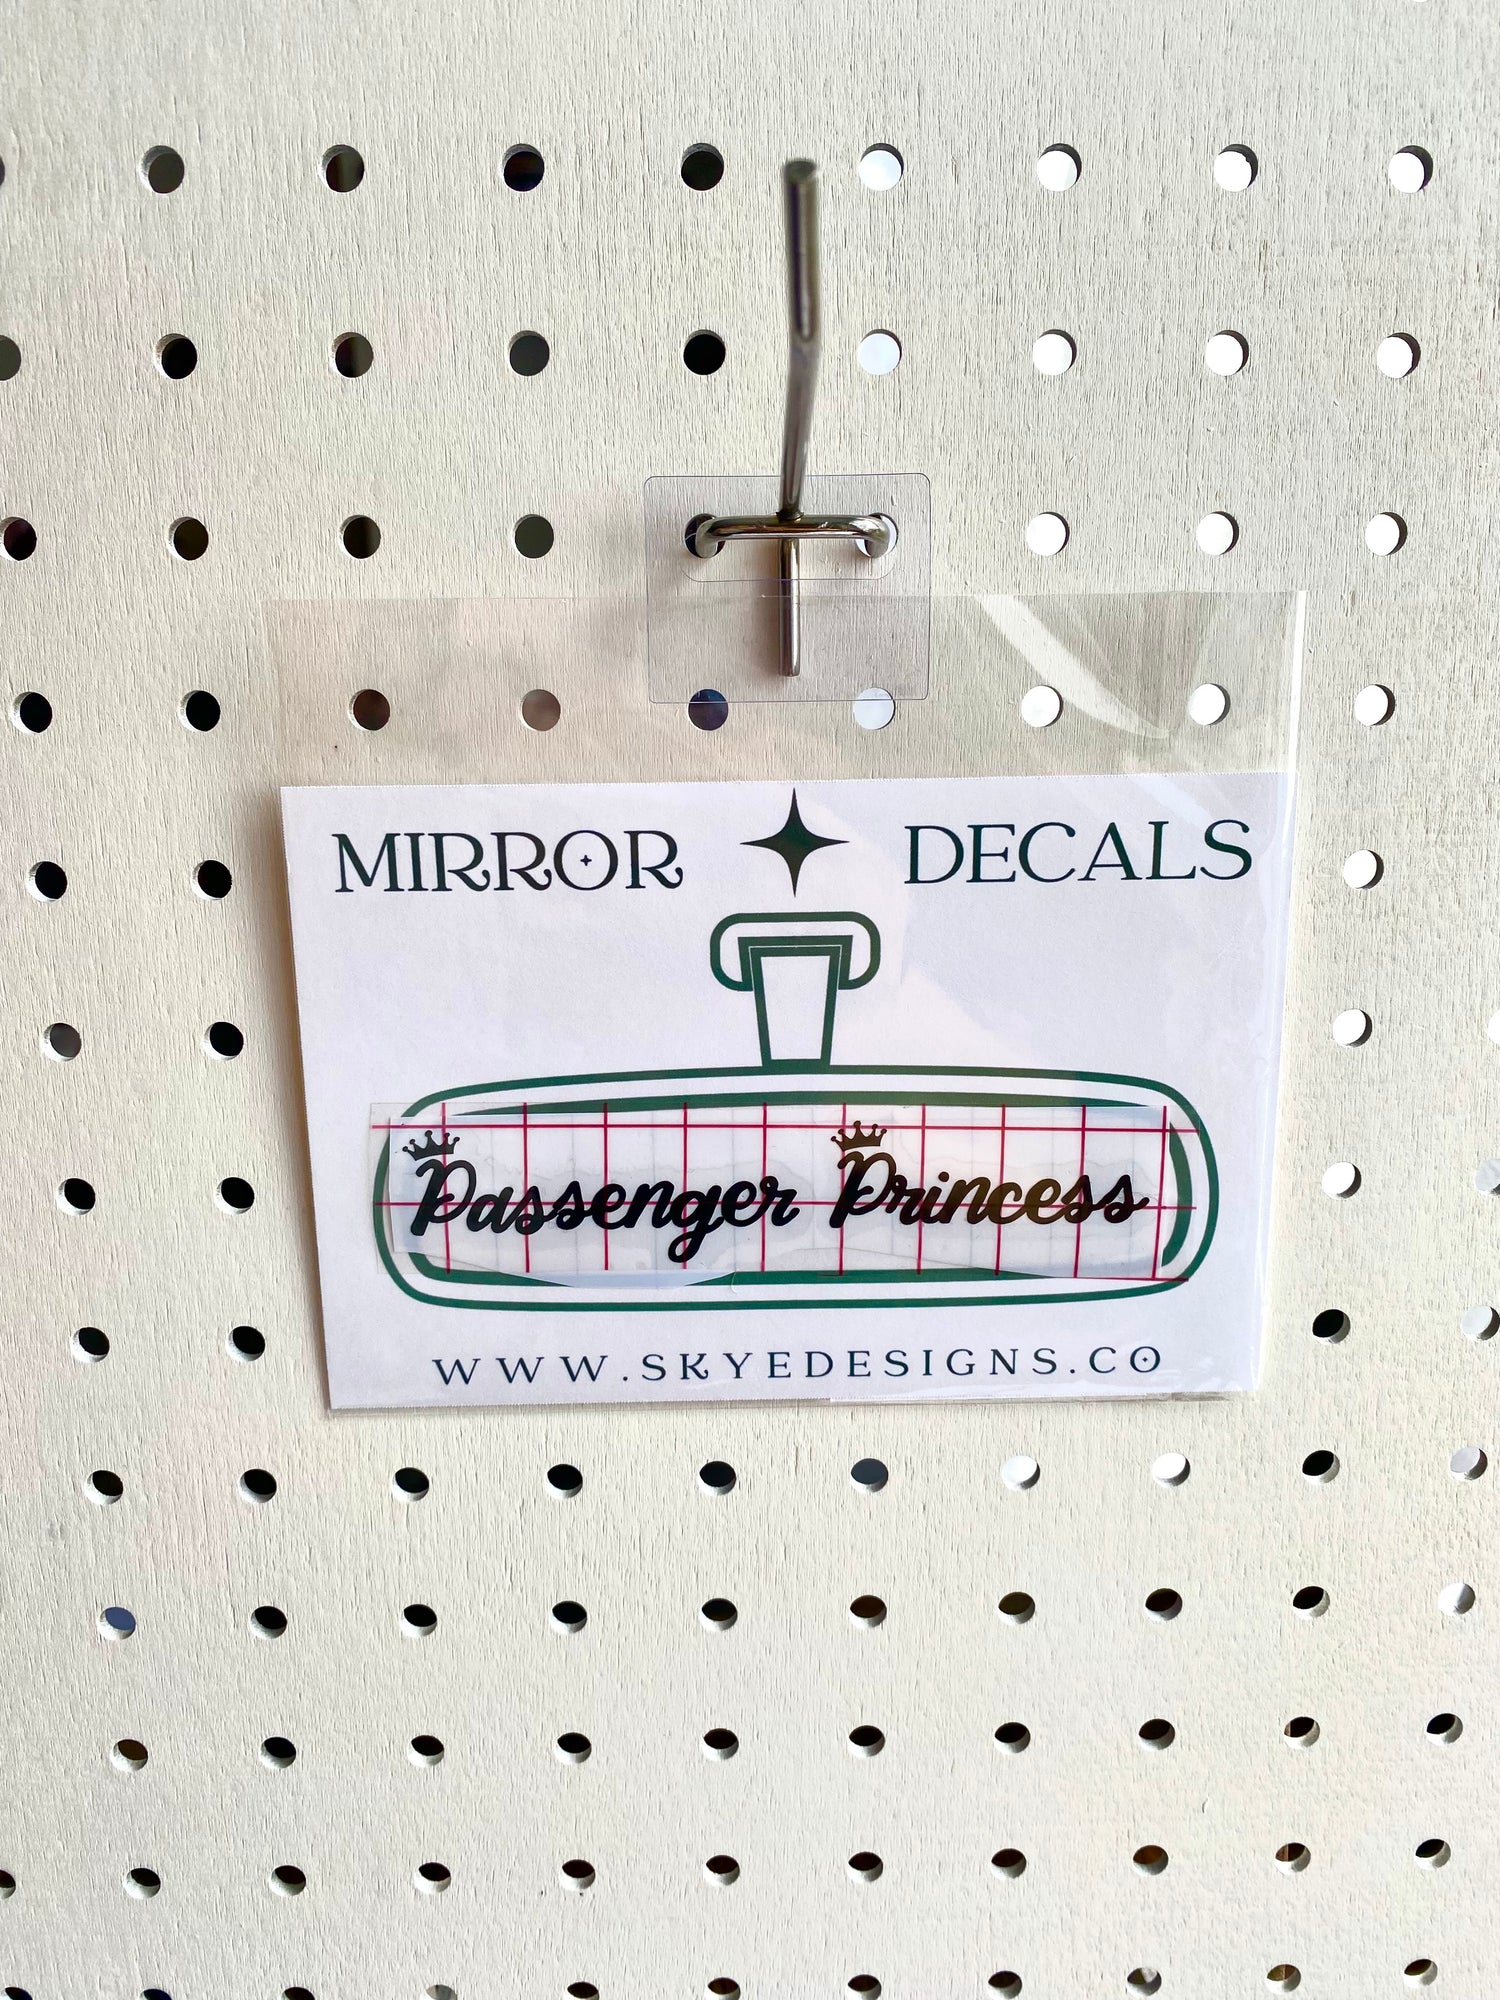 MIRROR DECALS
Passenger Princess
WWW.SKYEDESIGNS.CO